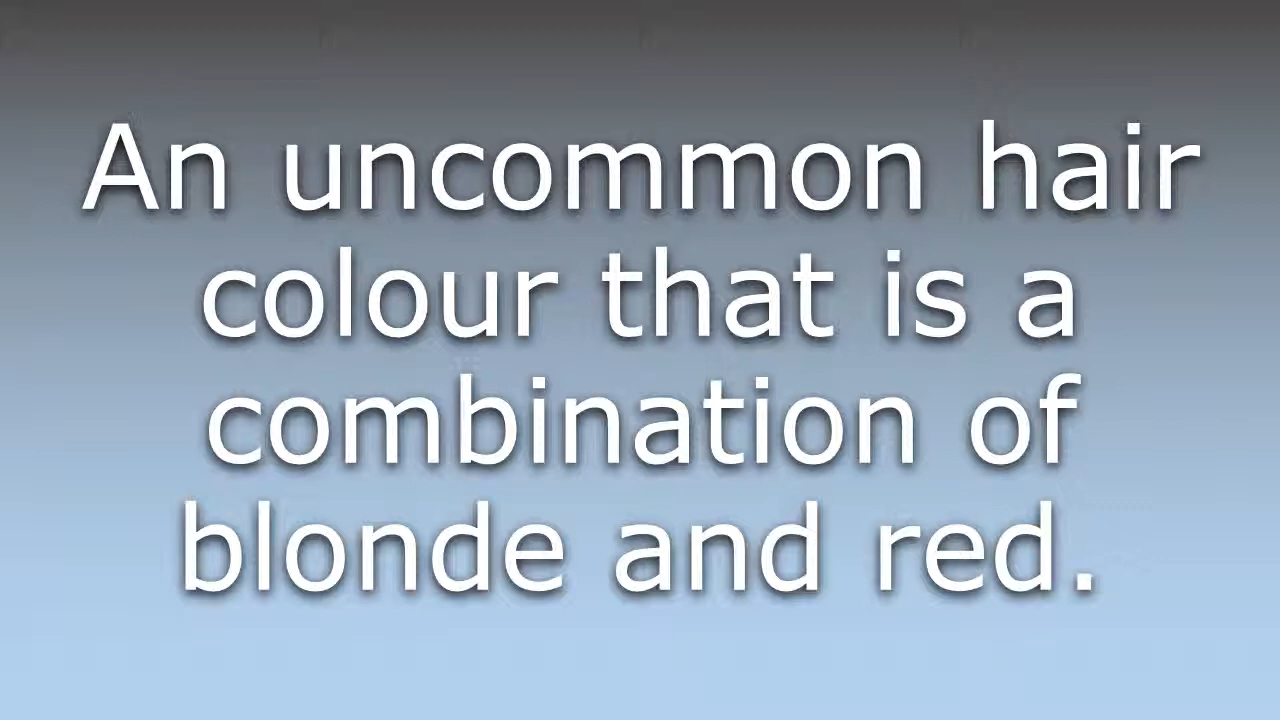 An uncommon hair
colour that is a
combination of
blonde and red.